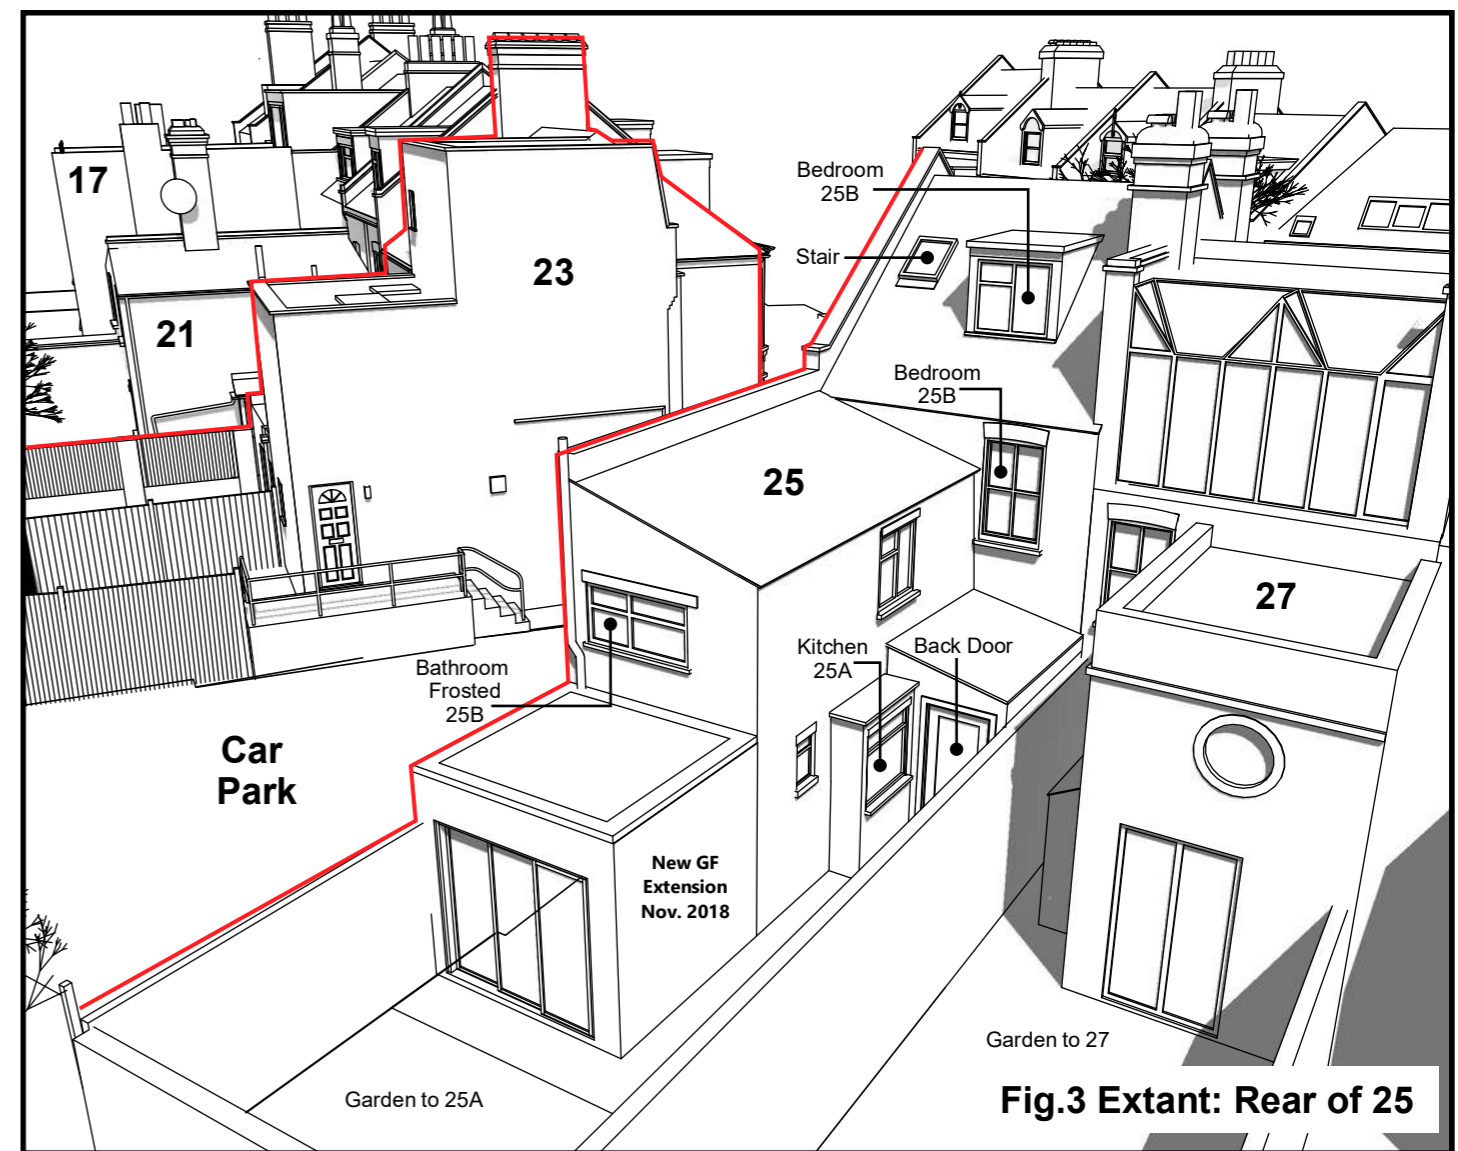 17
21
23
Bedroom
25B
Stair
Bedroom
25B
25
27
Bathroom
Frosted
25B
Kitchen
25A
Back Door
Car
Park
New GF
Extension
Nov. 2018
Garden to 25A
Garden to 27
Fig.3 Extant: Rear of 25